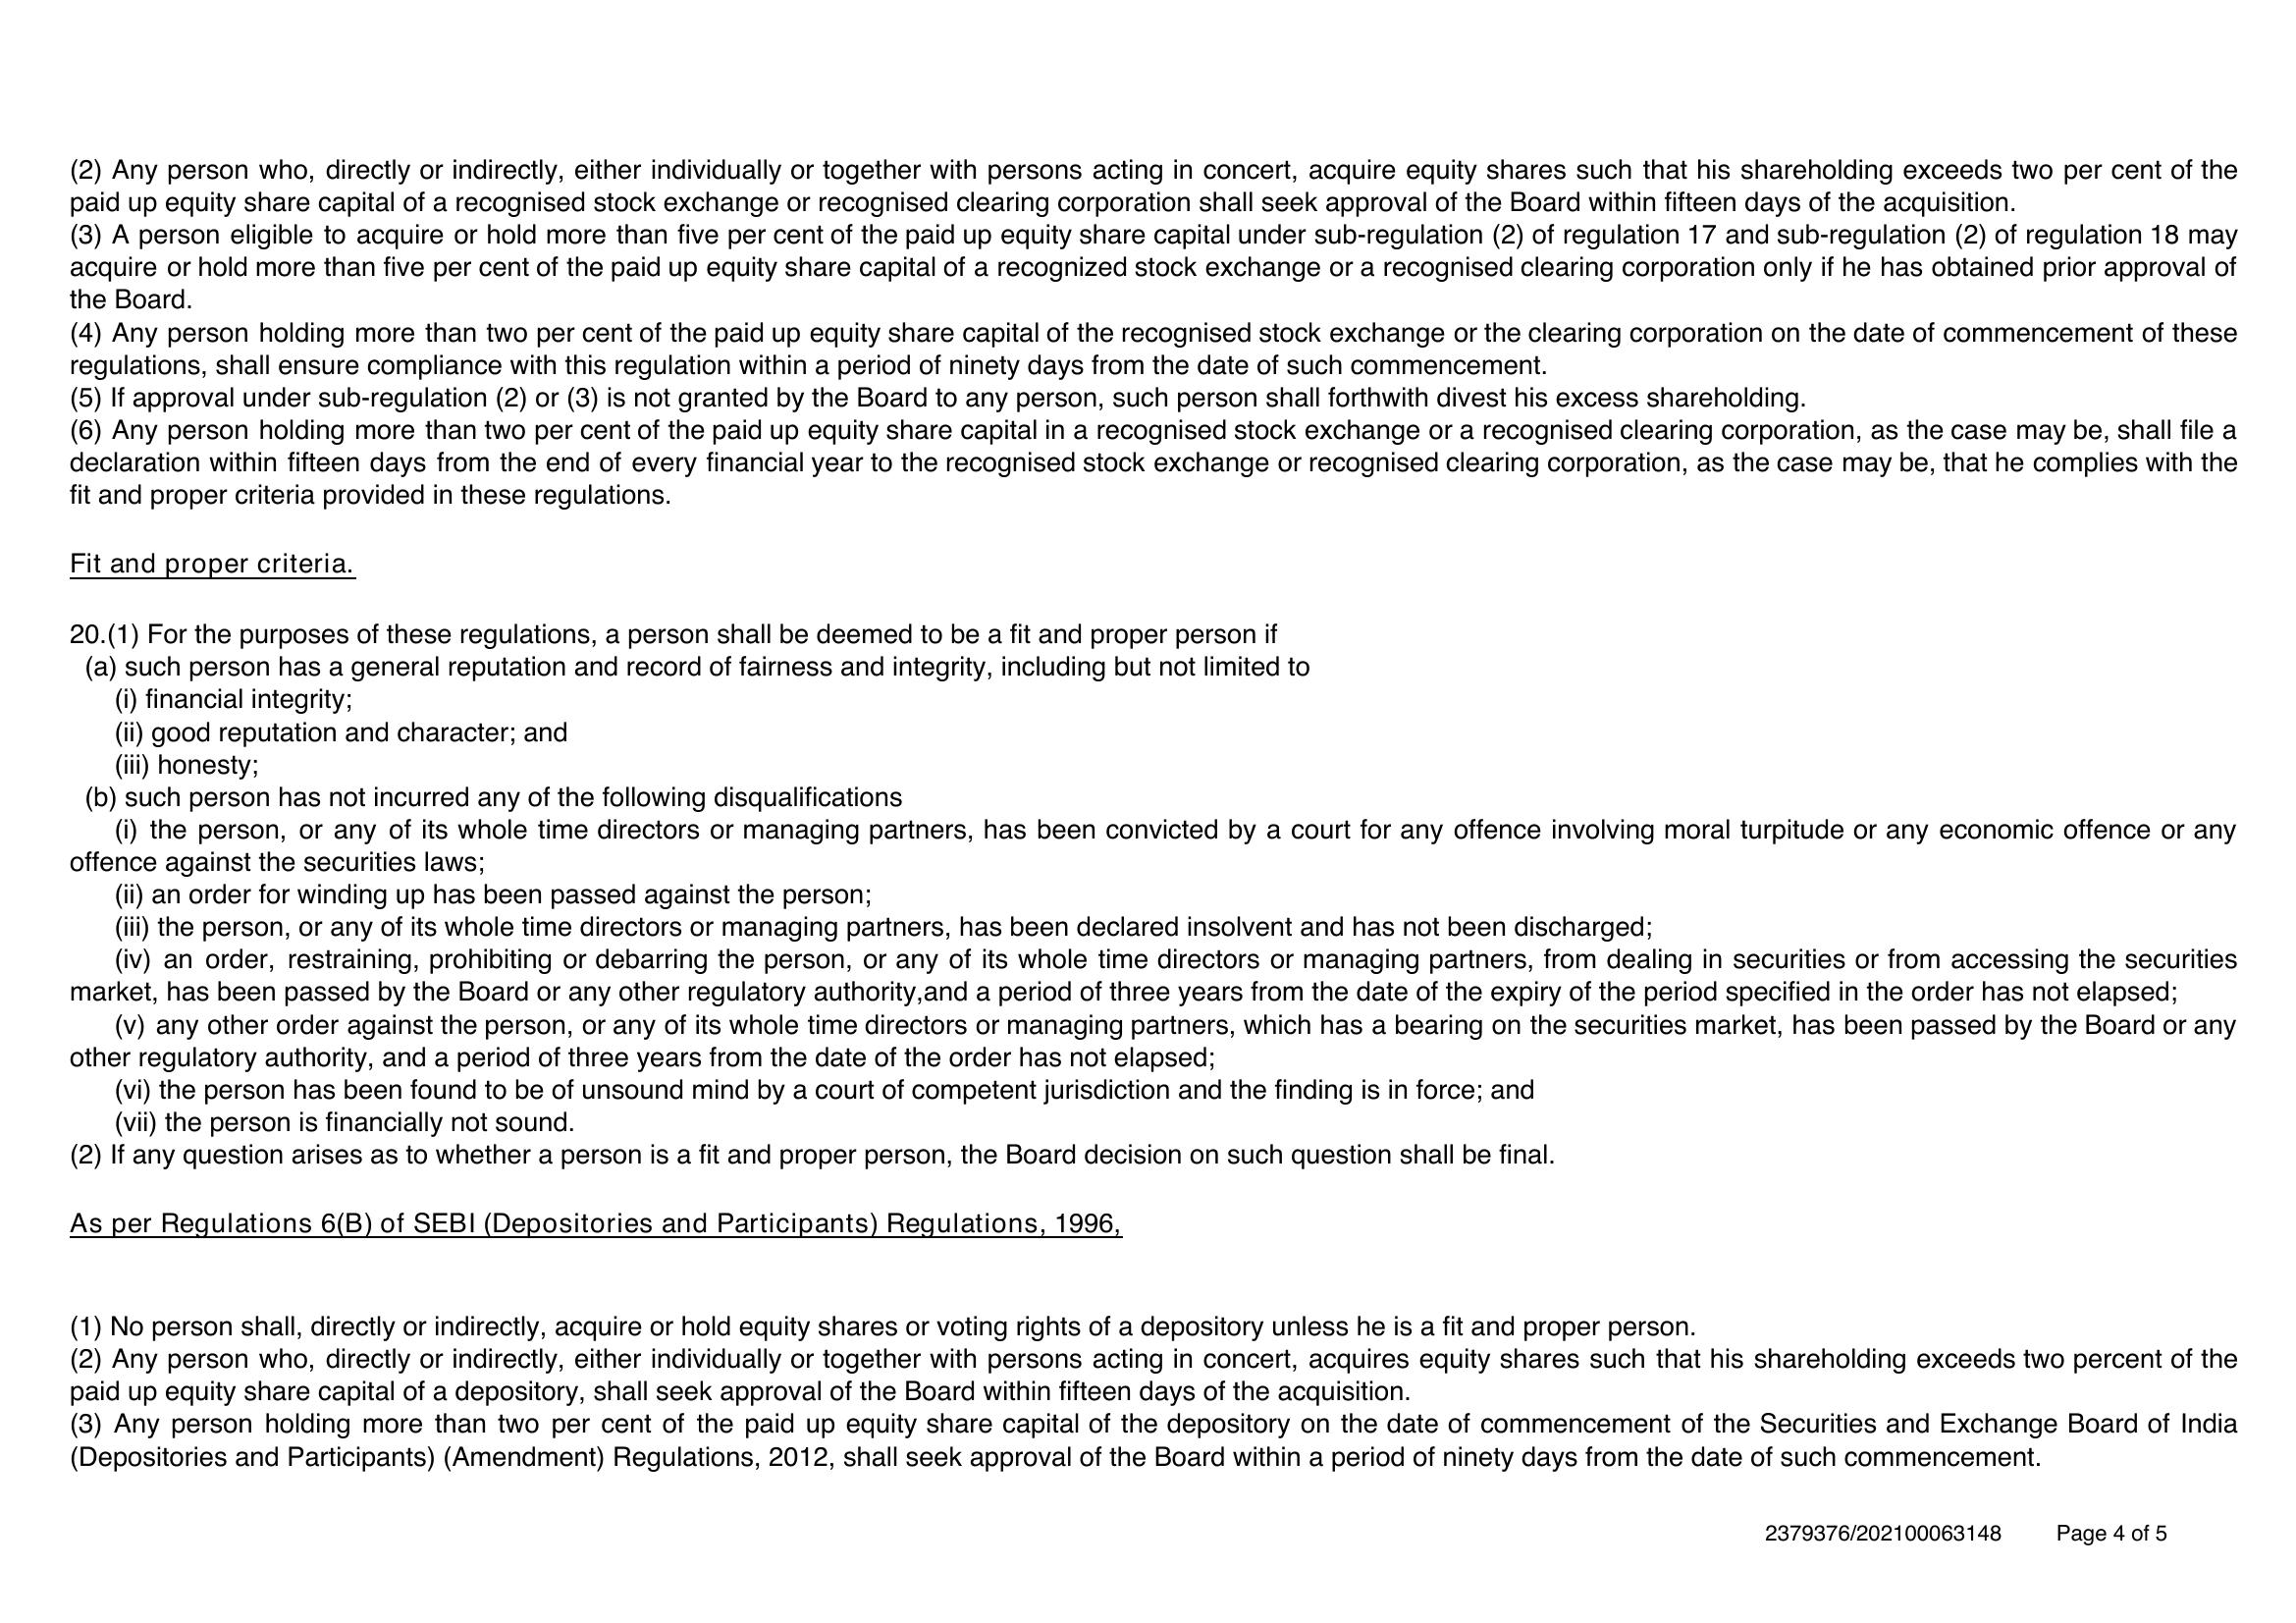 (2) Any person who, directly or indirectly, either individually or together with persons acting in concert, acquire equity shares such that his shareholding exceeds two per cent of the
paid up equity share capital of a recognised stock exchange or recognised clearing corporation shall seek approval of the Board within fifteen days of the acquisition.
(3) A person eligible to acquire or hold more than five per cent of the paid up equity share capital under sub-regulation (2) of regulation 17 and sub-regulation (2) of regulation 18 may
acquire or hold more than five per cent of the paid up equity share capital of a recognized stock exchange or a recognised clearing corporation only if he has obtained prior approval of
the Board.
(4) Any person holding more than two per cent of the paid up equity share capital of the recognised stock exchange or the clearing corporation on the date of commencement of these
regulations, shall ensure compliance with this regulation within a period of ninety days from the date of such commencement.
(5) If approval under sub-regulation (2) or (3) is not granted by the Board to any person, such person shall forthwith divest his excess shareholding.
(6) Any person holding more than two per cent of the paid up equity share capital in a recognised stock exchange or a recognised clearing corporation, as the case may be, shall file a
declaration within fifteen days from the end of every financial year to the recognised stock exchange or recognised clearing corporation, as the case may be, that he complies with the
fit and proper criteria provided in these regulations.
Fit and proper criteria.
20.(1) For the purposes of these regulations, a person shall be deemed to be a fit and proper person if
(a) such person has a general reputation and record of fairness and integrity, including but not limited to
(i) financial integrity;
(ii) good reputation and character; and
(iii) honesty;
(b) such person has not incurred any of the following disqualifications
(i) the person, or any of its whole time directors or managing partners, has been convicted by a court for any offence involving moral turpitude or any economic offence or any
offence against the securities laws;
(ii) an order for winding up has been passed against the person;
(iii) the person, or any of its whole time directors or managing partners, has been declared insolvent and has not been discharged;
(iv) an order, restraining, prohibiting or debarring the person, or any of its whole time directors or managing partners, from dealing in securities or from accessing the securities
market, has been passed by the Board or any other regulatory authority,and a period of three years from the date of the expiry of the period specified in the order has not elapsed;
(v) any other order against the person, or any of its whole time directors or managing partners, which has a bearing on the securities market, has been passed by the Board or any
other regulatory authority, and a period of three years from the date of the order has not elapsed;
(vi) the person has been found to be of unsound mind by a court of competent jurisdiction and the finding is in force; and
(vii) the person is financially not sound.
(2) If any question arises as to whether a person is a fit and proper person, the Board decision on such question shall be final.
As per Regulations 6(B) of SEBI (Depositories and Participants) Regulations, 1996,
(1) No person shall, directly or indirectly, acquire or hold equity shares or voting rights of a depository unless he is a fit and proper person.
(2) Any person who, directly or indirectly, either individually or together with persons acting in concert, acquires equity shares such that his shareholding exceeds two percent of the
paid up equity share capital of a depository, shall seek approval of the Board within fifteen days of the acquisition.
(3) Any person holding more than two per cent of the paid up equity share capital of the depository on the date of commencement of the Securities and Exchange Board of India
(Depositories and Participants) (Amendment) Regulations, 2012, shall seek approval of the Board within a period of ninety days from the date of such commencement.
2379376/202100063148 Page 4 of 5